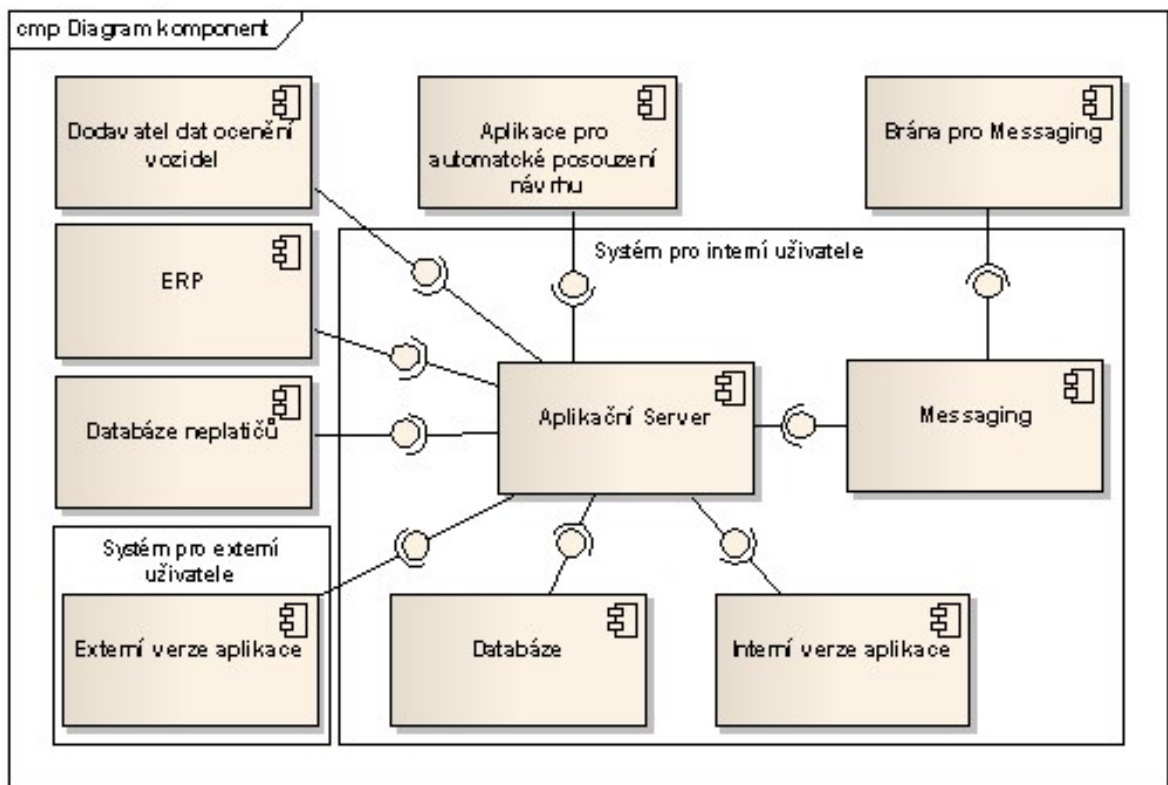 cmp Diagram komponent
Dodavatel dat ocenění
vozidel
Aplikace pro
automatcké posouzení
návrhu
Brána pro Messaging
Systém pro interní uživatele
ERP
Aplikační Server
Messaging
Databáze neplatičů
Systém pro externí
uživatele
Externí verze aplikace
Databáze
Interní verze aplikace